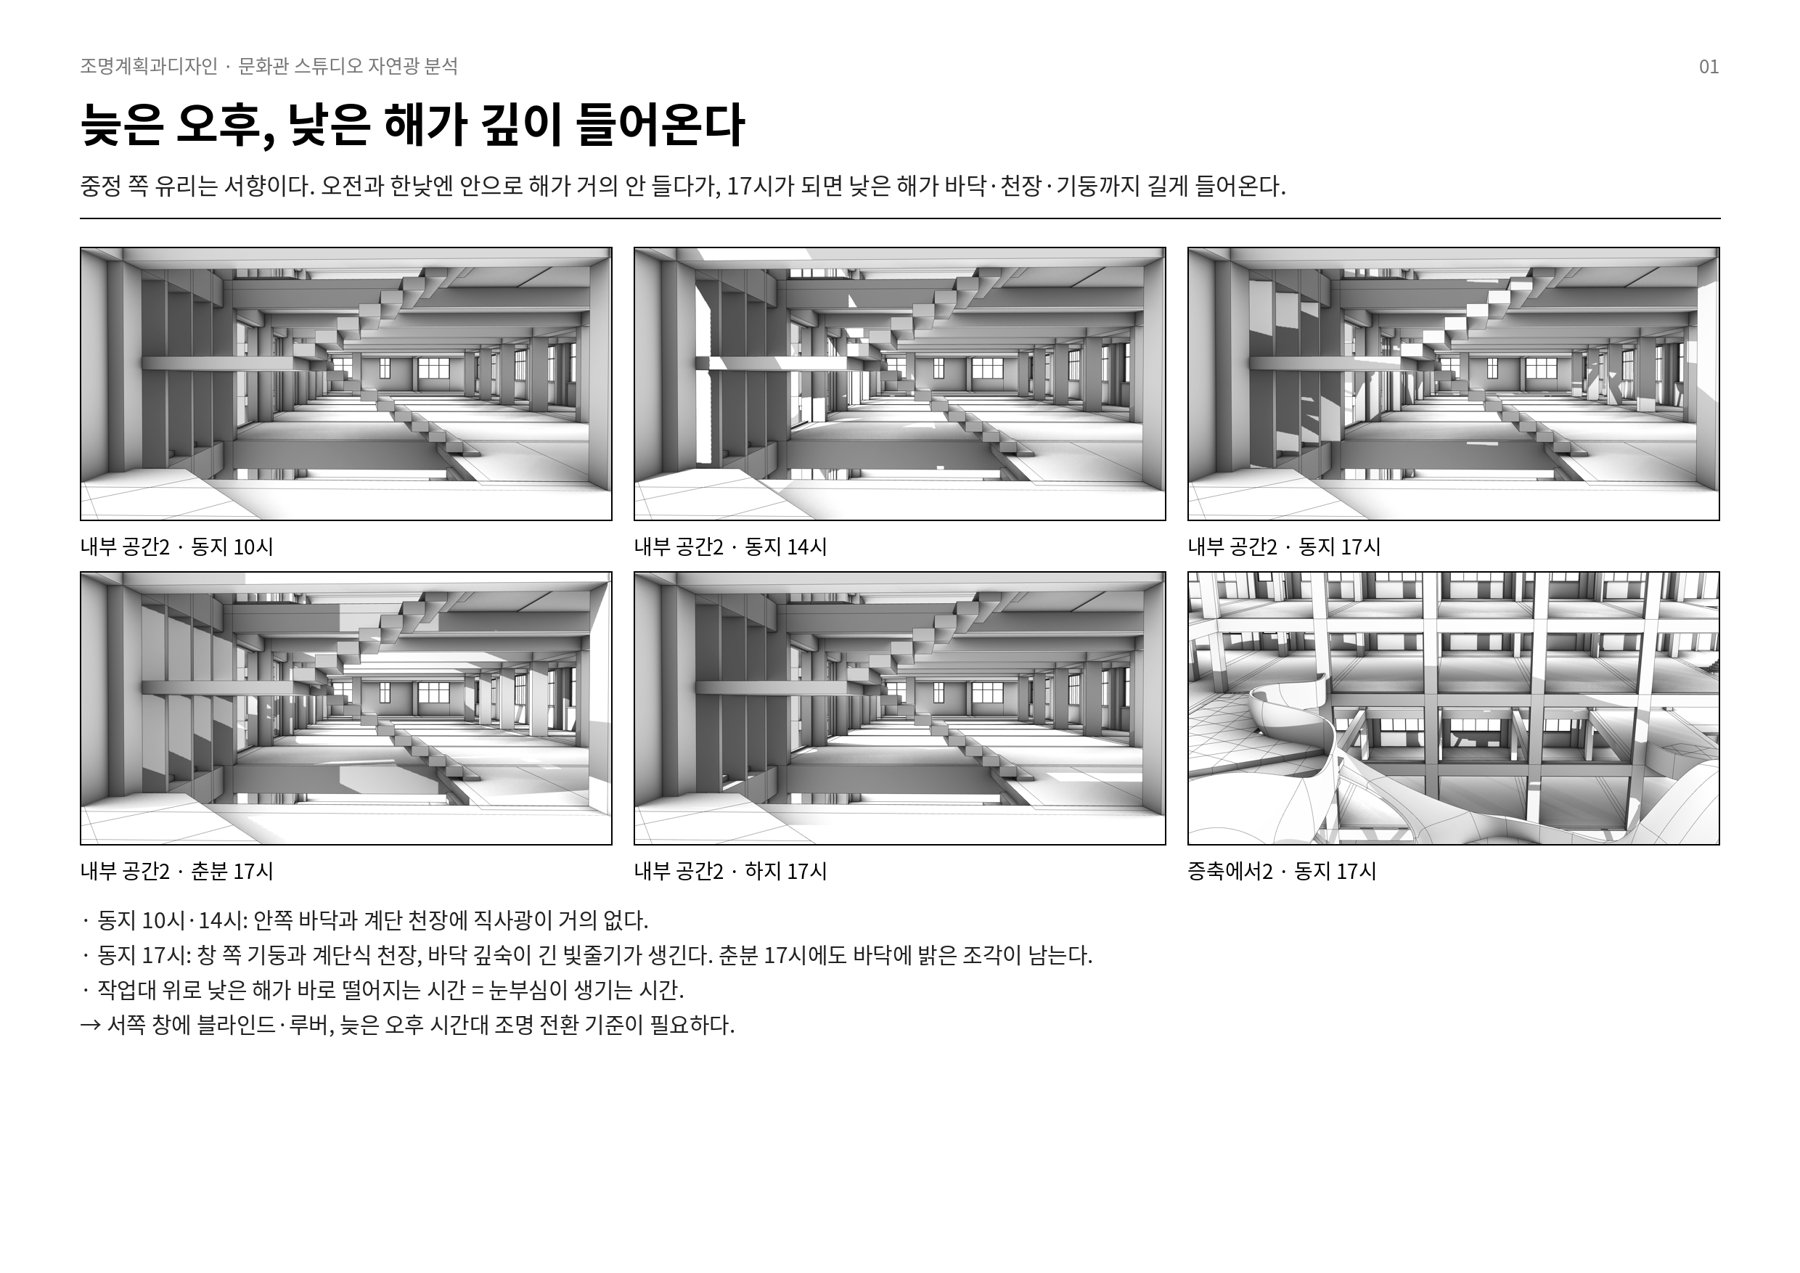 조명계획과디자인 · 문화관 스튜디오 자연광 분석
01
늦은 오후, 낮은 해가 깊이 들어온다
중정 쪽 유리는 서향이다. 오전과 한낮엔 안으로 해가 거의 안 들다가, 17시가 되면 낮은 해가 바닥·천장·기둥까지 길게 들어온다.
내부 공간2 · 동지 10시
내부 공간2 · 동지 14시
내부 공간2 · 동지 17시
내부 공간2 · 춘분 17시
내부 공간2 · 하지 17시
증축에서2 · 동지 17시
· 동지 10시·14시: 안쪽 바닥과 계단 천장에 직사광이 거의 없다.
· 동지 17시: 창 쪽 기둥과 계단식 천장, 바닥 깊숙이 긴 빛줄기가 생긴다. 춘분 17시에도 바닥에 밝은 조각이 남는다.
· 작업대 위로 낮은 해가 바로 떨어지는 시간 = 눈부심이 생기는 시간.
→ 서쪽 창에 블라인드·루버, 늦은 오후 시간대 조명 전환 기준이 필요하다.